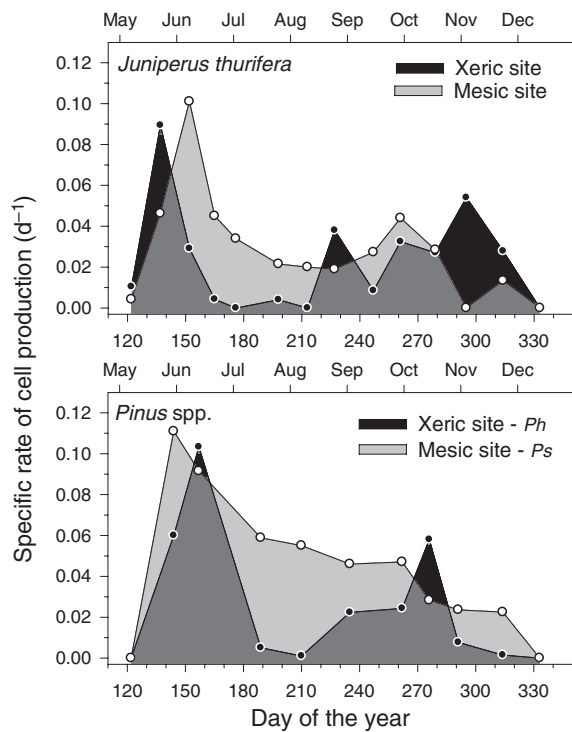 May Jun Jul Aug Sep Oct Nov Dec
Juniperus thurifera
Xeric site
Mesic site
0.12
0.10
0.08
0.06
0.04
0.02
0.00
120 150 180 210 240 270 300 330
May Jun Jul Aug Sep Oct Nov Dec
Pinus spp.
Xeric site - Ph
Mesic site - Ps
0.12
0.10
0.08
0.06
0.04
0.02
0.00
120 150 180 210 240 270 300 330
Day of the year
Specific rate of cell production (d⁻¹)